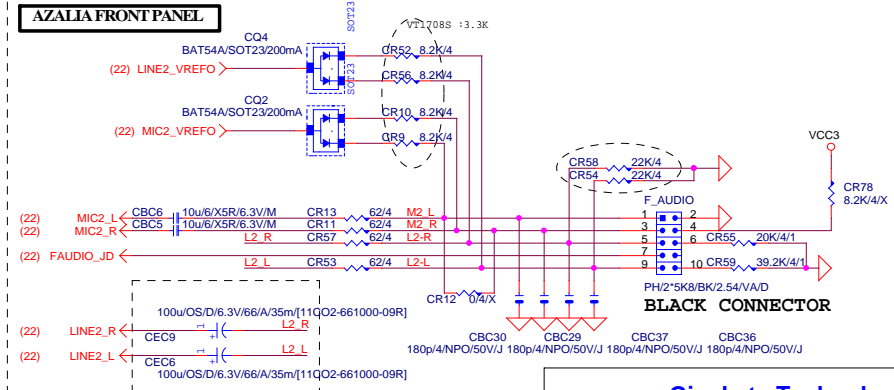 AZALIA FRONT PANEL
SOT23
VT1708S :3.3K
CQ4
BAT54A/SOT23/200mA
CR52 8.2K/4
(22) LINE2_VREFO
CR56 8.2K/4
SOT23
CQ2
BAT54A/SOT23/200mA
CR10 8.2K/4
(22) MIC2_VREFO
CR9 8.2K/4
VCC3
CR58 22K/4
CR54 22K/4
CR78
8.2K/4/X
F_AUDIO
(22) MIC2_L CBC6 10u/6/X5R/6.3V/M CR13 62/4 M2_L 1 2
(22) MIC2_R CBC5 10u/6/X5R/6.3V/M CR11 62/4 M2_R 3 4
L2_R CR57 62/4 L2-R 5 6 CR55 20K/4/1
(22) FAUDIO_JD 7
L2_L CR53 62/4 L2-L 9 10 CR59 39.2K/4/1
PH/2*5K8/BK/2.54/VA/D
BLACK CONNECTOR
CR12 0/4/X
100u/OS/D/6.3V/66/A/35m/[11CO2-661000-09R]
(22) LINE2_R 1 + L2_R
CEC9
(22) LINE2_L 1 + L2_L
CEC6
100u/OS/D/6.3V/66/A/35m/[11CO2-661000-09R]
CBC30 CBC29 CBC37 CBC36
180p/4/NPO/50V/J 180p/4/NPO/50V/J 180p/4/NPO/50V/J 180p/4/NPO/50V/J